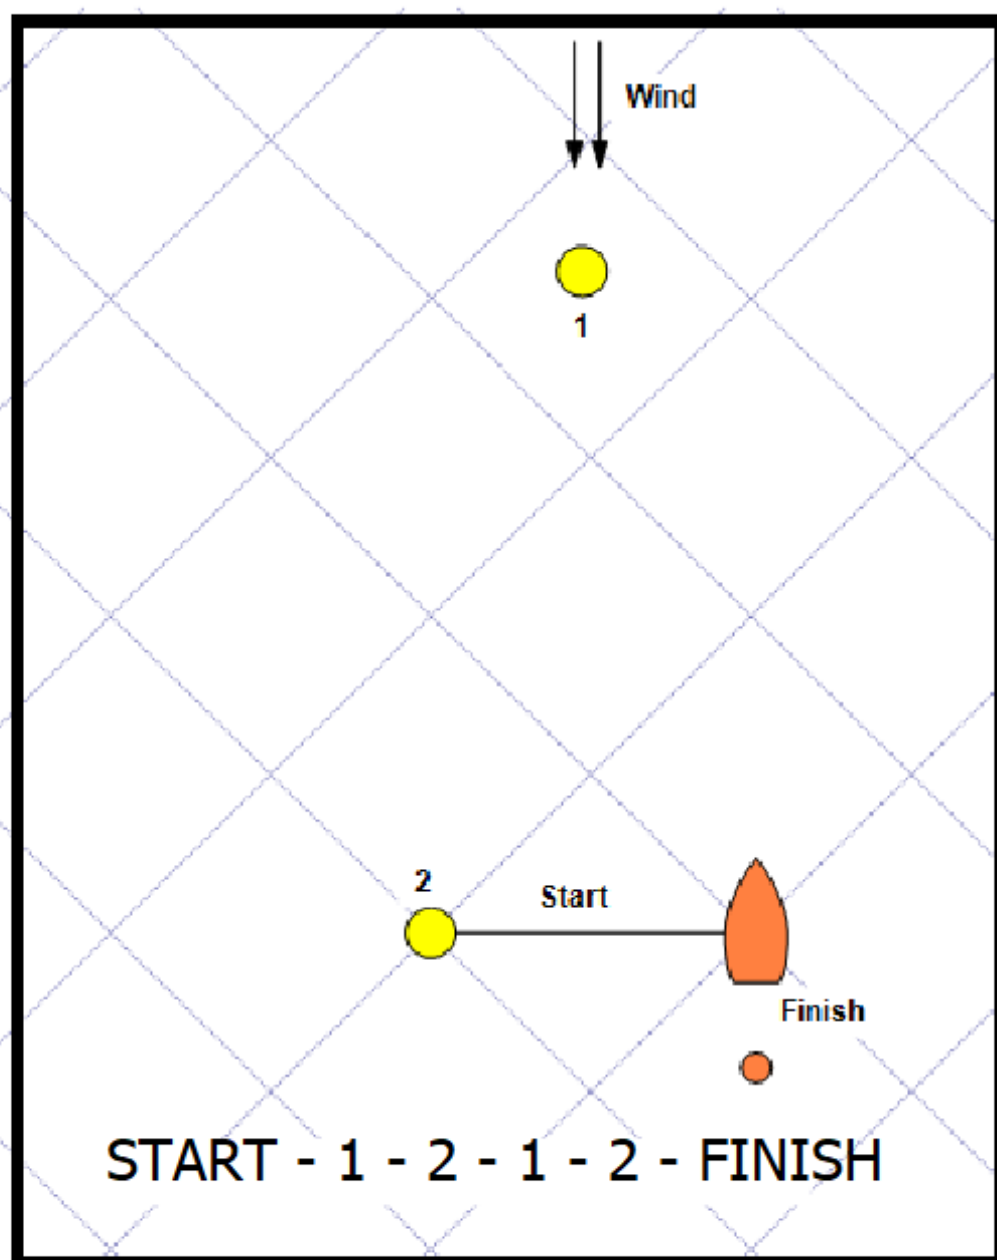 Wind
1
2
Start
Finish
START - 1 - 2 - 1 - 2 - FINISH